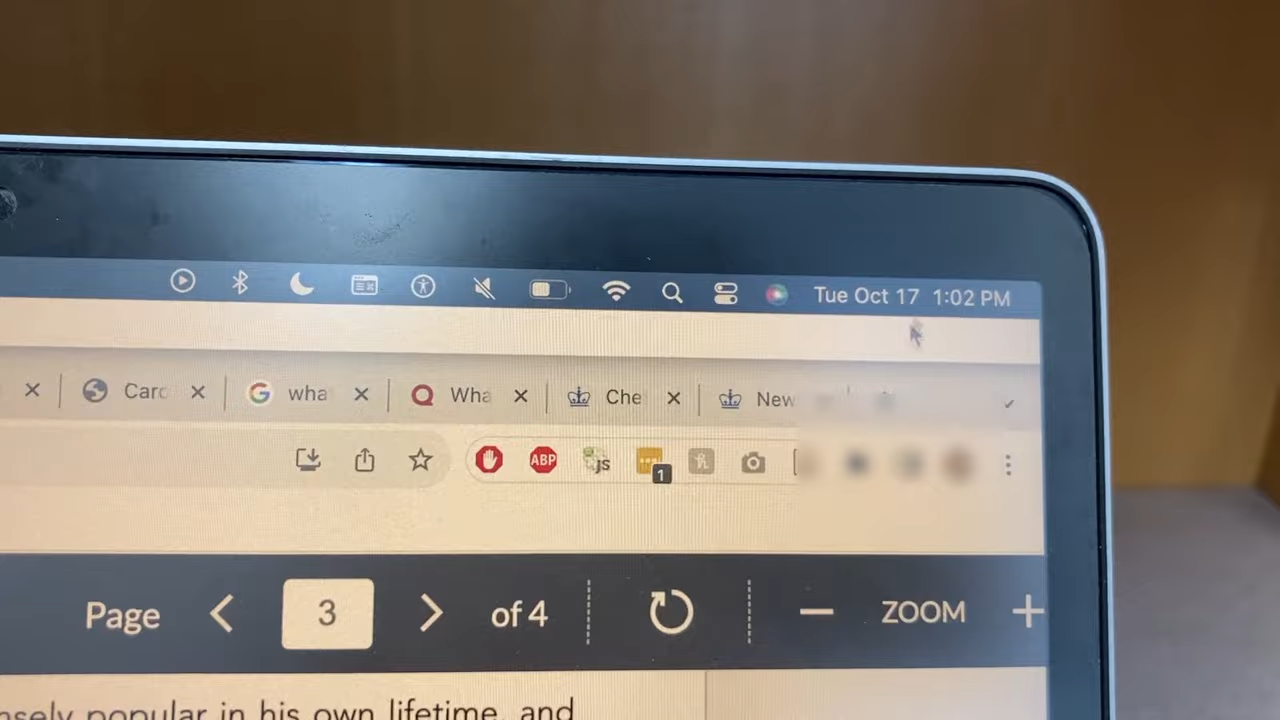 Tue Oct 17 1:02 PM
Carc wha Wha Che New
ABP js 1
Page 3 of 4 ZOOM
nsely popular in his own lifetime, and